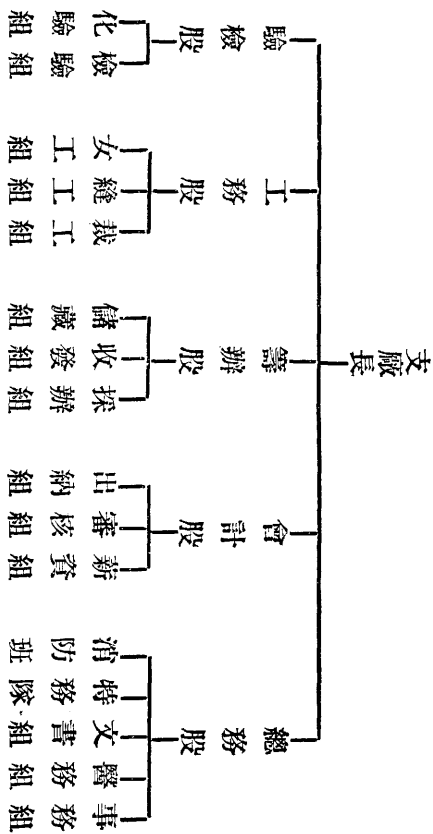 支廠長
總務股
會計股
籌辦股
工務股
驗檢股
事務組
醫務組
文書組
特務隊
消防班
薪資組
審核組
出納組
採辦組
收發組
儲藏組
裁工組
縫工組
女工組
檢驗組
化驗組